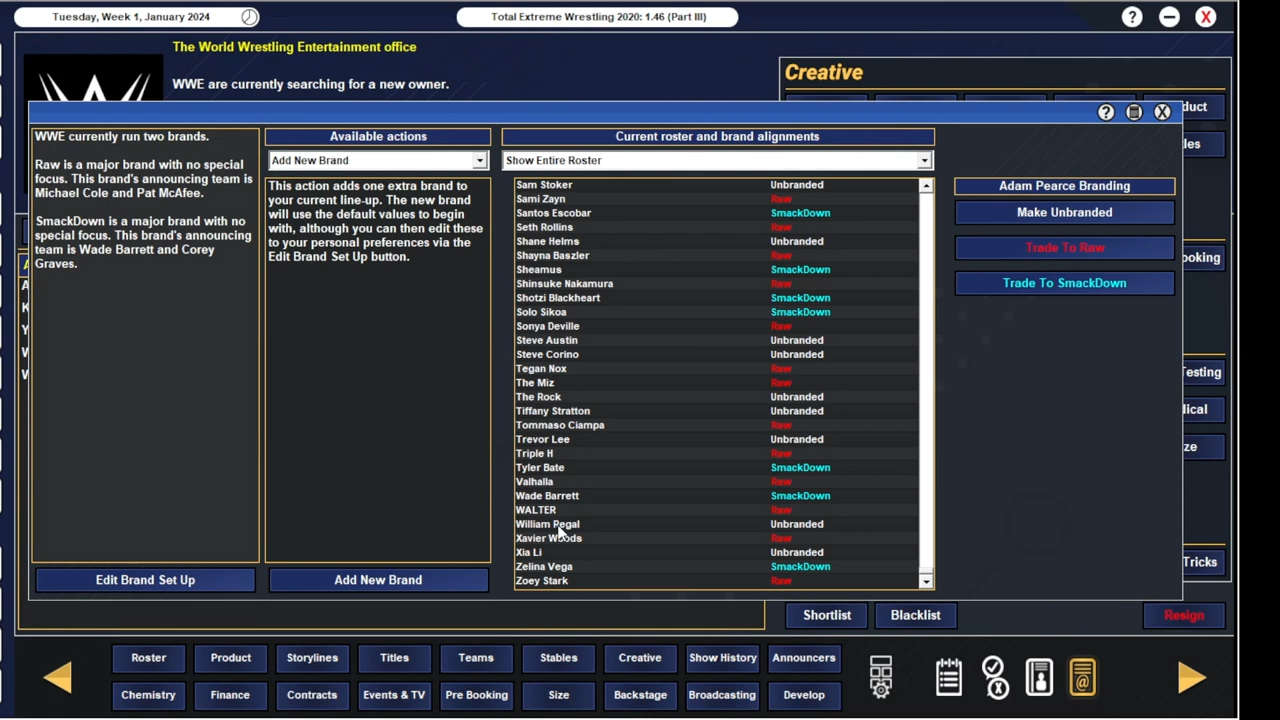 Tuesday, Week 1, January 2024
Total Extreme Wrestling 2020: 1.46 (Part III)
?
X
The World Wrestling Entertainment office
WWE are currently searching for a new owner.
Creative
? X
WWE currently run two brands.
Raw is a major brand with no special
focus. This brand's announcing team is
Michael Cole and Pat McAfee.
SmackDown is a major brand with no
special focus. This brand's announcing
team is Wade Barrett and Corey
Graves.
Edit Brand Set Up
Available actions
Add New Brand
This action adds one extra brand to
your current line-up. The new brand
will use the default values to begin
with, although you can then edit these
to your personal preferences via the
Edit Brand Set Up button.
Add New Brand
Current roster and brand alignments
Show Entire Roster
Sam Stoker Unbranded
Sami Zayn Raw
Santos Escobar SmackDown
Seth Rollins Raw
Shane Helms Unbranded
Shayna Baszler Raw
Sheamus SmackDown
Shinsuke Nakamura Raw
Shotzi Blackheart SmackDown
Solo Sikoa SmackDown
Sonya Deville Raw
Steve Austin Unbranded
Steve Corino Unbranded
Tegan Nox Raw
The Miz Raw
The Rock Unbranded
Tiffany Stratton Unbranded
Tommaso Ciampa Raw
Trevor Lee Unbranded
Triple H Raw
Tyler Bate SmackDown
Valhalla Raw
Wade Barrett SmackDown
WALTER Raw
William Regal Unbranded
Xavier Woods Raw
Xia Li Unbranded
Zelina Vega SmackDown
Zoey Stark Raw
Adam Pearce Branding
Make Unbranded
Trade To Raw
Trade To SmackDown
duct
les
ooking
Testing
dical
ze
Tricks
Shortlist Blacklist Resign
Roster Product Storylines Titles Teams Stables Creative Show History Announcers
Chemistry Finance Contracts Events & TV Pre Booking Size Backstage Broadcasting Develop